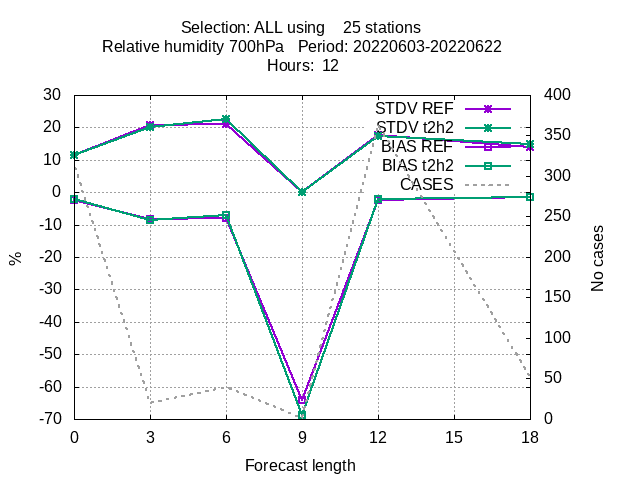 Selection: ALL using    25 stations
Relative humidity 700hPa   Period: 20220603-20220622
Hours:  12
30
20
10
0
-10
-20
-30
-40
-50
-60
-70
%
400
350
300
250
200
150
100
50
0
No cases
STDV REF
STDV t2h2
BIAS REF
BIAS t2h2
CASES
0 3 6 9 12 15 18
Forecast length